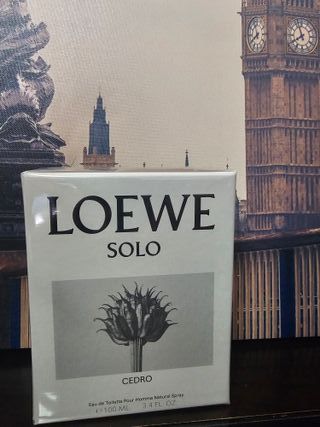 LOEWE
SOLO
CEDRO
Eau de Toilette Pour Homme Natural Spray
℮ 100 ML 3.4 FL. OZ.